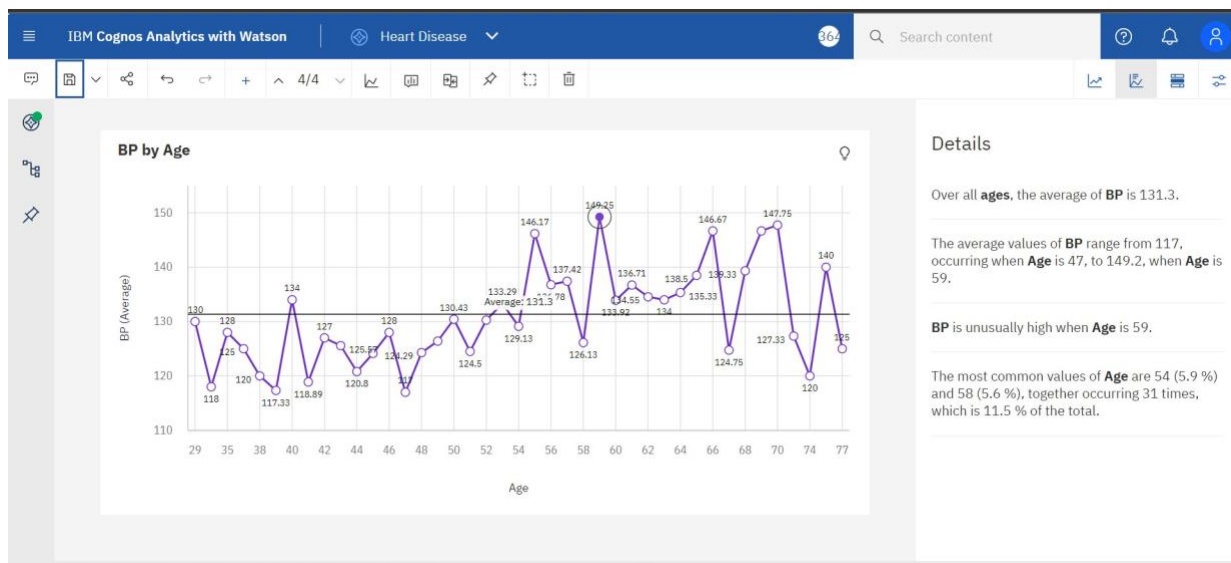 IBM Cognos Analytics with Watson
Heart Disease
364
Search content
4/4
BP by Age
BP (Average)
150
140
130
120
110
130
118
128
125
120
117.33
134
118.89
127
125.57
120.8
128
124.29
117
130.43
124.5
133.29
Average: 131.3
129.13
146.17
78
137.42
126.13
149.25
133.92
134.55
136.71
134
138.5
135.33
139.33
146.67
124.75
147.75
127.33
120
140
125
29 35 38 40 42 44 46 48 50 52 54 56 58 60 62 64 66 68 70 74 77
Age
Details
Over all ages, the average of BP is 131.3.
The average values of BP range from 117,
occurring when Age is 47, to 149.2, when Age is
59.
BP is unusually high when Age is 59.
The most common values of Age are 54 (5.9 %)
and 58 (5.6 %), together occurring 31 times,
which is 11.5 % of the total.